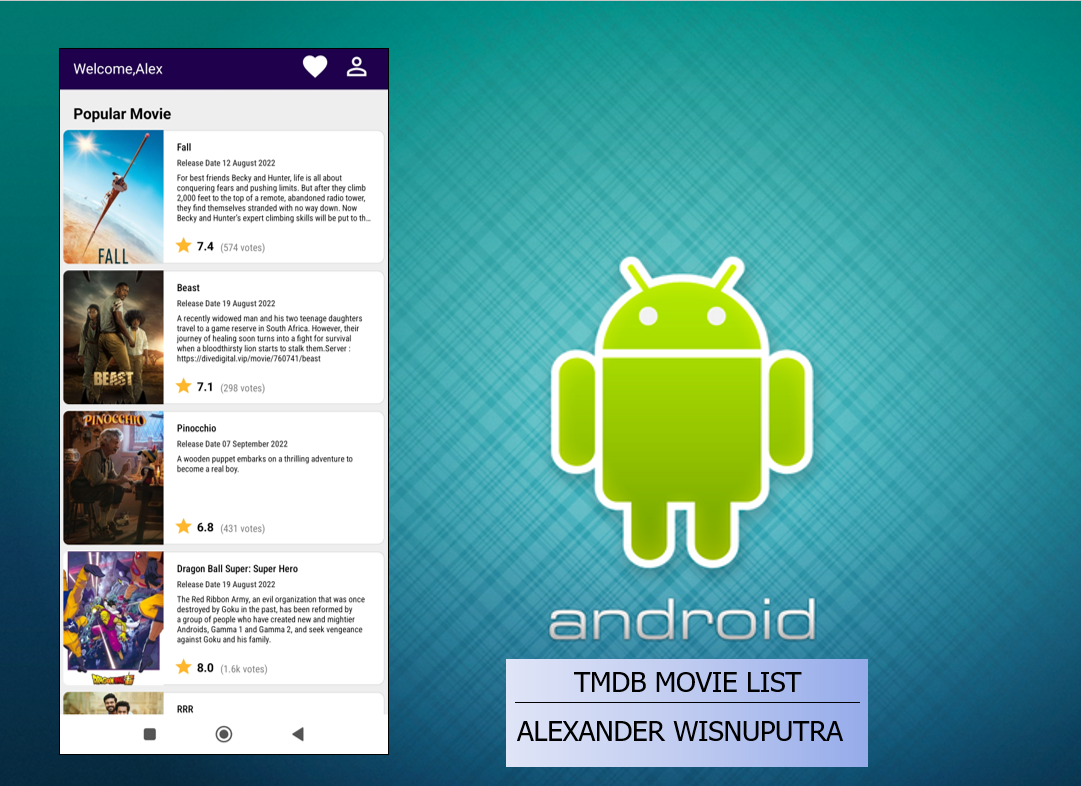 Welcome,Alex
Popular Movie
FALL
Fall
Release Date 12 August 2022
For best friends Becky and Hunter, life is all about
conquering fears and pushing limits. But after they climb
2,000 feet to the top of a remote, abandoned radio tower,
they find themselves stranded with no way down. Now
Becky and Hunter's expert climbing skills will be put to th...
7.4 (574 votes)
BEAST
Beast
Release Date 19 August 2022
A recently widowed man and his two teenage daughters
travel to a game reserve in South Africa. However, their
journey of healing soon turns into a fight for survival
when a bloodthirsty lion starts to stalk them.Server :
https://divedigital.vip/movie/760741/beast
7.1 (298 votes)
PINOCCHIO
Pinocchio
Release Date 07 September 2022
A wooden puppet embarks on a thrilling adventure to
become a real boy.
6.8 (431 votes)
Dragon Ball Super: Super Hero
Release Date 19 August 2022
The Red Ribbon Army, an evil organization that was once
destroyed by Goku in the past, has been reformed by
a group of people who have created new and mightier
Androids, Gamma 1 and Gamma 2, and seek vengeance
against Goku and his family.
8.0 (1.6k votes)
RRR
android
TMDB MOVIE LIST
ALEXANDER WISNUPUTRA